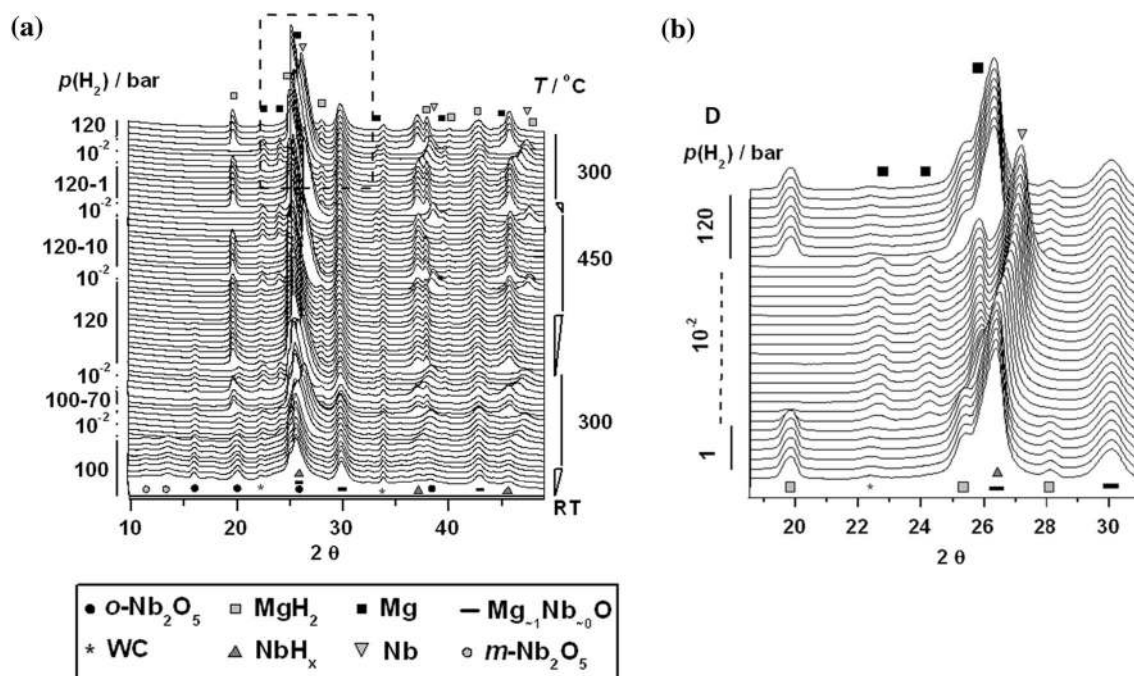 (a)
p(H₂) / bar
120
10⁻²
120-1
10⁻²
120-10
10⁻²
120
10⁻²
100-70
10⁻²
100
T / °C
300
450
300
RT
10 20 30 40
2 θ
(b)
D
p(H₂) / bar
120
10⁻²
1
20 22 24 26 28 30
2 θ
● o-Nb₂O₅ ■ MgH₂ ■ Mg ━ Mg~₁Nb~₀O
* WC ▲ NbHₓ ▽ Nb ○ m-Nb₂O₅